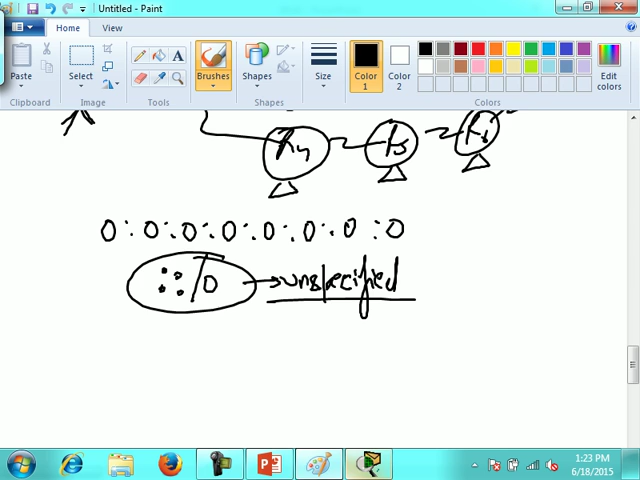 Untitled - Paint
Home View
Paste Select Brushes Shapes Size Color 1 Color 2 Edit colors
Clipboard Image Tools Shapes Colors
R4 R5
0:0:0:0:0:0:0:0
::/0 → unspecified
1:23 PM
6/18/2015